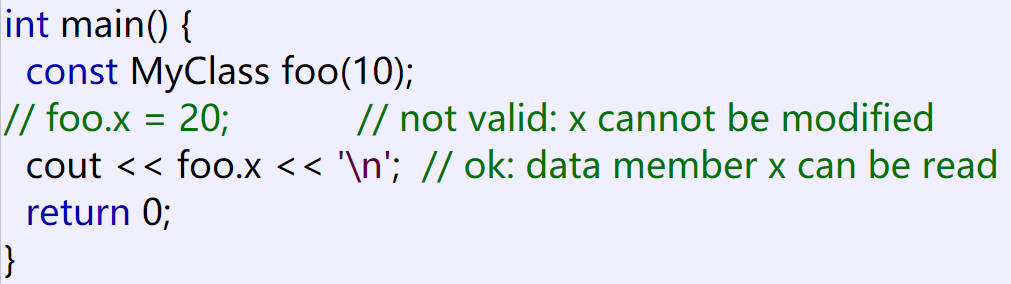 int main() {
  const MyClass foo(10);
// foo.x = 20;            // not valid: x cannot be modified
  cout << foo.x << '\n';  // ok: data member x can be read
  return 0;
}